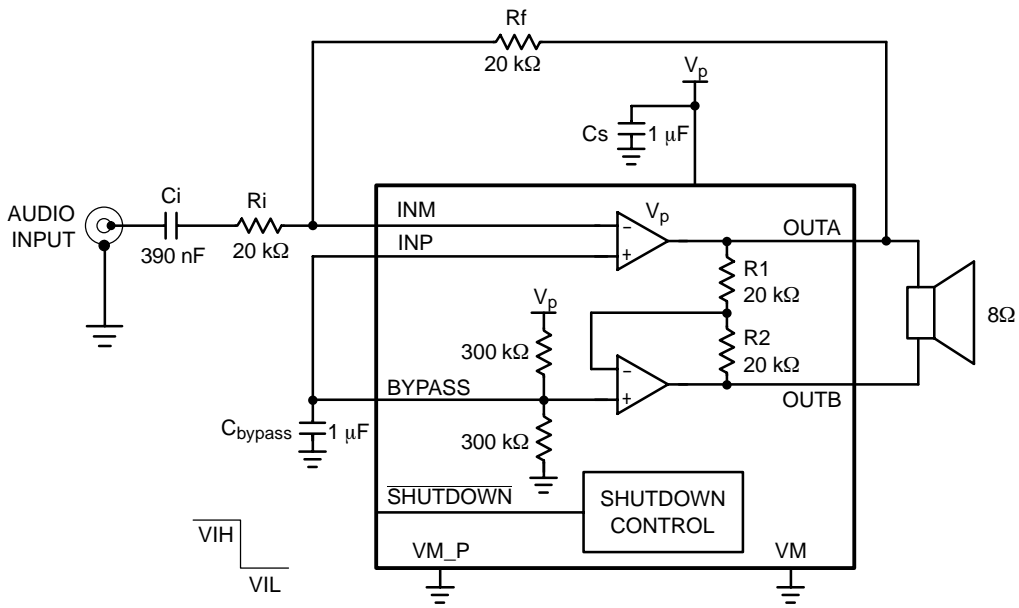 Rf
20 kΩ
Vp
Cs
1 μF
AUDIO
INPUT
Ci
390 nF
Ri
20 kΩ
INM
INP
Vp
OUTA
R1
20 kΩ
R2
20 kΩ
Vp
300 kΩ
BYPASS
300 kΩ
OUTB
8Ω
Cbypass
1 μF
SHUTDOWN
SHUTDOWN
CONTROL
VIH
VIL
VM_P
VM
−
+
−
+